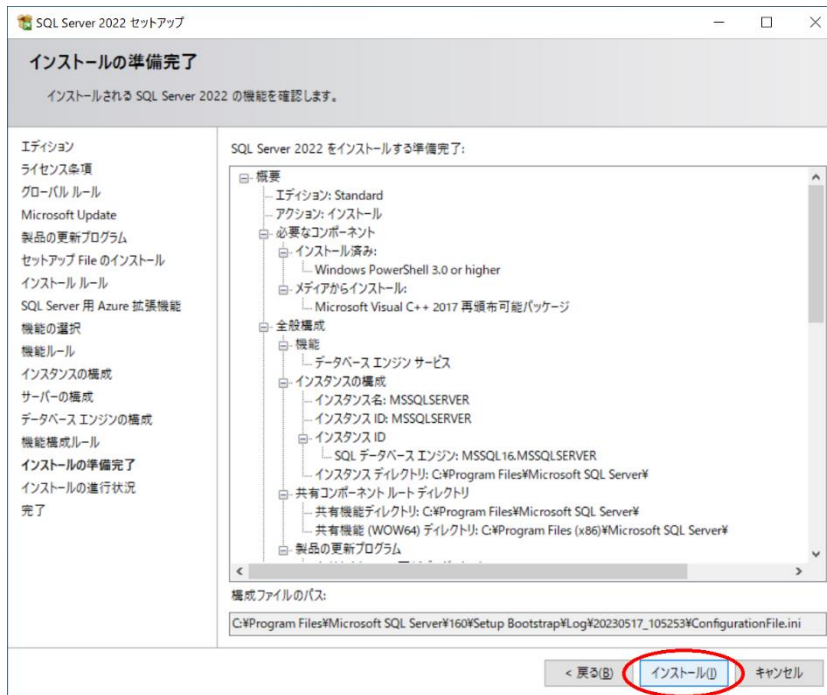 SQL Server 2022 セットアップ
インストールの準備完了
インストールされる SQL Server 2022 の機能を確認します。
エディション
ライセンス条項
グローバル ルール
Microsoft Update
製品の更新プログラム
セットアップ File のインストール
インストール ルール
SQL Server 用 Azure 拡張機能
機能の選択
機能ルール
インスタンスの構成
サーバーの構成
データベース エンジンの構成
機能構成ルール
インストールの準備完了
インストールの進行状況
完了
SQL Server 2022 をインストールする準備完了:
概要
エディション: Standard
アクション: インストール
必要なコンポーネント
インストール済み:
Windows PowerShell 3.0 or higher
メディアからインストール:
Microsoft Visual C++ 2017 再頒布可能パッケージ
全般構成
機能
データベース エンジン サービス
インスタンスの構成
インスタンス名: MSSQLSERVER
インスタンス ID: MSSQLSERVER
インスタンス ID
SQL データベース エンジン: MSSQL16.MSSQLSERVER
インスタンス ディレクトリ: C:¥Program Files¥Microsoft SQL Server¥
共有コンポーネント ルート ディレクトリ
共有機能ディレクトリ: C:¥Program Files¥Microsoft SQL Server¥
共有機能 (WOW64) ディレクトリ: C:¥Program Files (x86)¥Microsoft SQL Server¥
製品の更新プログラム
構成ファイルのパス:
C:¥Program Files¥Microsoft SQL Server¥160¥Setup Bootstrap¥Log¥20230517_105253¥ConfigurationFile.ini
< 戻る(B) インストール(I) キャンセル